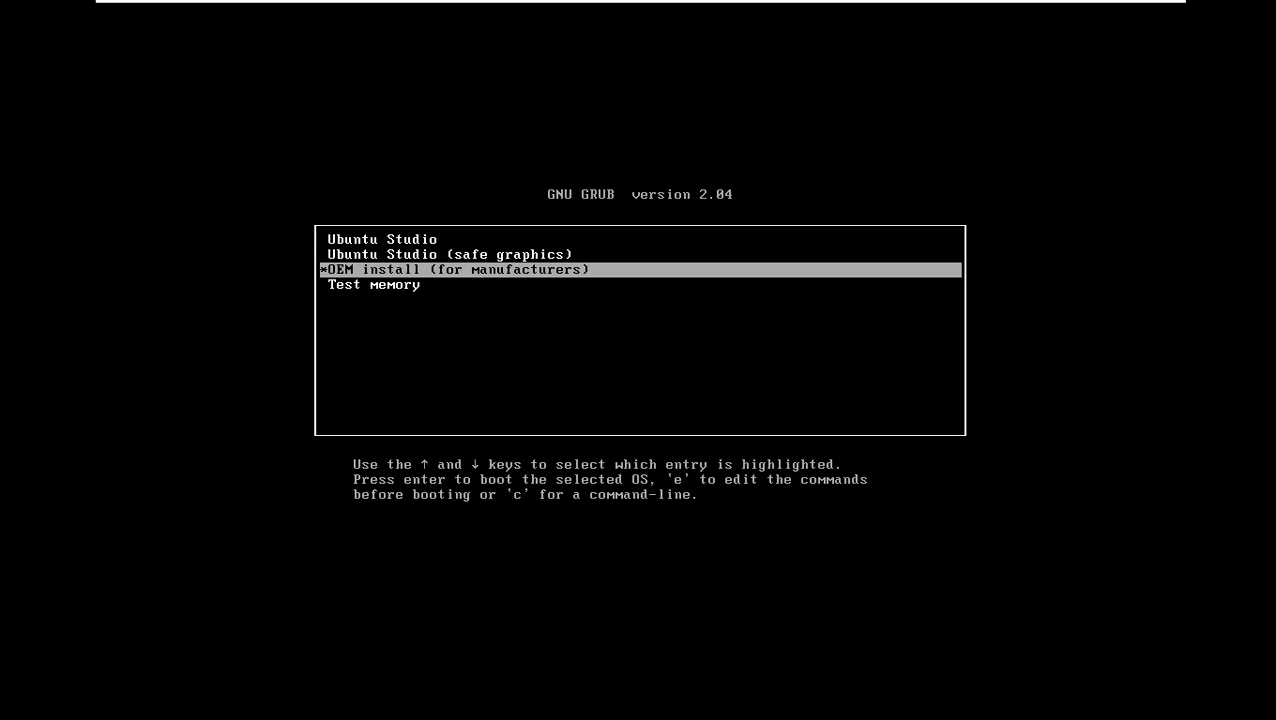 GNU GRUB  version 2.04
Ubuntu Studio
Ubuntu Studio (safe graphics)
*OEM install (for manufacturers)
Test memory
Use the ↑ and ↓ keys to select which entry is highlighted.
Press enter to boot the selected OS, `e' to edit the commands
before booting or `c' for a command-line.